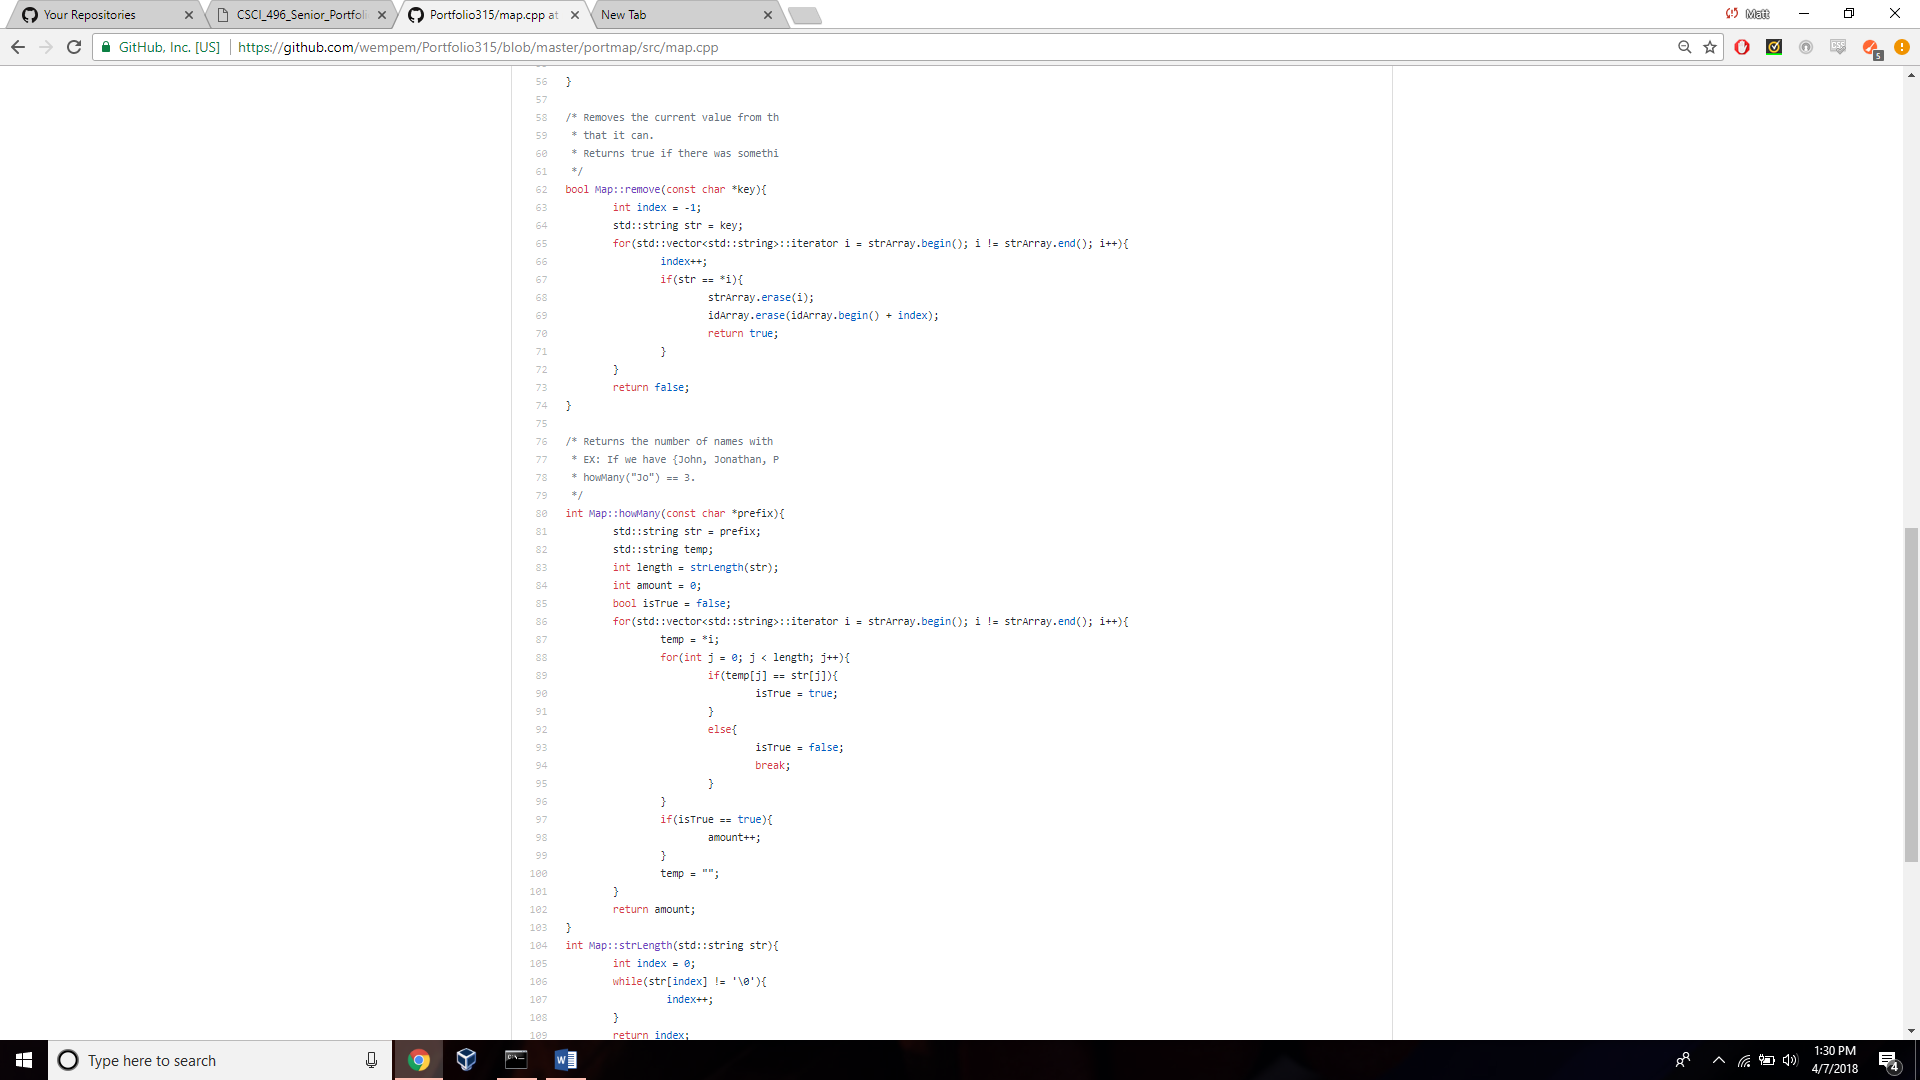 Your Repositories
CSCI_496_Senior_Portfoli
Portfolio315/map.cpp at
New Tab
Matt
GitHub, Inc. [US]
https://github.com/wempem/Portfolio315/blob/master/portmap/src/map.cpp
5
56 }
57
58 /* Removes the current value from th
59 * that it can.
60 * Returns true if there was somethi
61 */
62 bool Map::remove(const char *key){
63 int index = -1;
64 std::string str = key;
65 for(std::vector<std::string>::iterator i = strArray.begin(); i != strArray.end(); i++){
66 index++;
67 if(str == *i){
68 strArray.erase(i);
69 idArray.erase(idArray.begin() + index);
70 return true;
71 }
72 }
73 return false;
74 }
75
76 /* Returns the number of names with
77 * EX: If we have {John, Jonathan, P
78 * howMany("Jo") == 3.
79 */
80 int Map::howMany(const char *prefix){
81 std::string str = prefix;
82 std::string temp;
83 int length = strLength(str);
84 int amount = 0;
85 bool isTrue = false;
86 for(std::vector<std::string>::iterator i = strArray.begin(); i != strArray.end(); i++){
87 temp = *i;
88 for(int j = 0; j < length; j++){
89 if(temp[j] == str[j]){
90 isTrue = true;
91 }
92 else{
93 isTrue = false;
94 break;
95 }
96 }
97 if(isTrue == true){
98 amount++;
99 }
100 temp = "";
101 }
102 return amount;
103 }
104 int Map::strLength(std::string str){
105 int index = 0;
106 while(str[index] != '\0'){
107 index++;
108 }
109 return index;
Type here to search
1:30 PM
4/7/2018
4